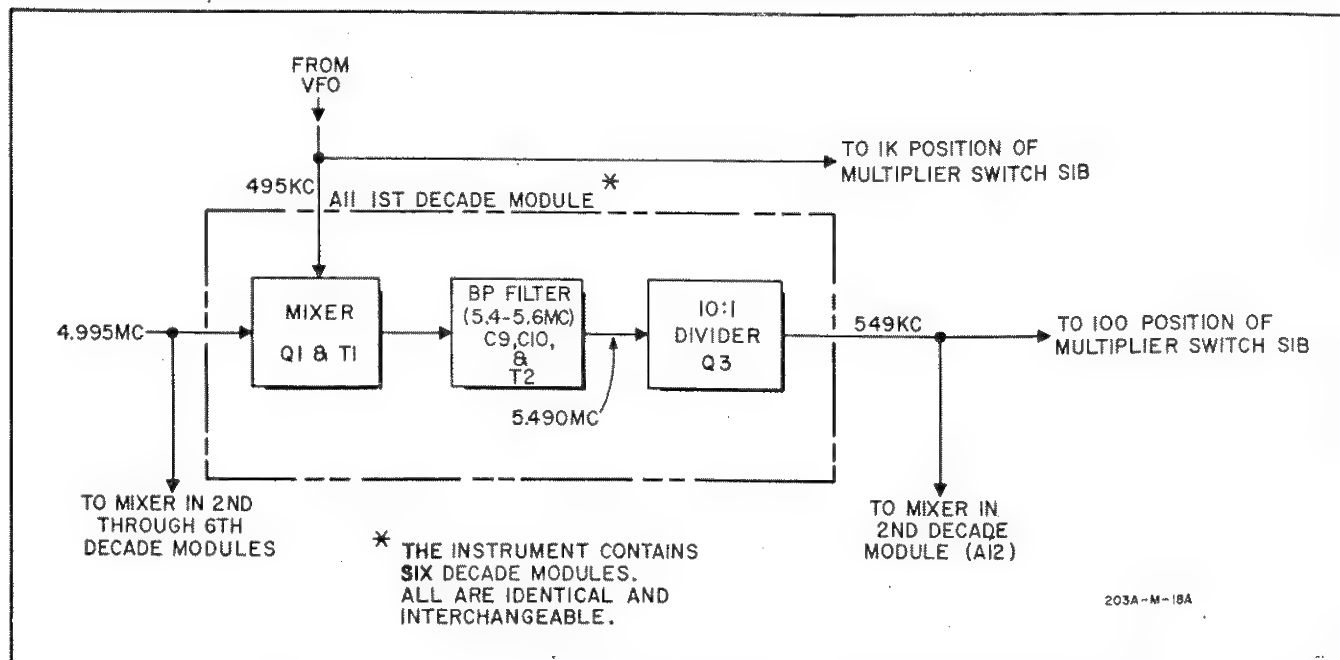 FROM
VFO
TO 1K POSITION OF
MULTIPLIER SWITCH S1B
495KC
A11 1ST DECADE MODULE *
MIXER
Q1 & T1
BP FILTER
(5.4-5.6MC)
C9,C10,
&
T2
10:1
DIVIDER
Q3
4.995MC
549KC
TO 100 POSITION OF
MULTIPLIER SWITCH S1B
5.490MC
TO MIXER IN 2ND
THROUGH 6TH
DECADE MODULES
* THE INSTRUMENT CONTAINS
SIX DECADE MODULES.
ALL ARE IDENTICAL AND
INTERCHANGEABLE.
TO MIXER IN
2ND DECADE
MODULE (A12)
203A-M-18A